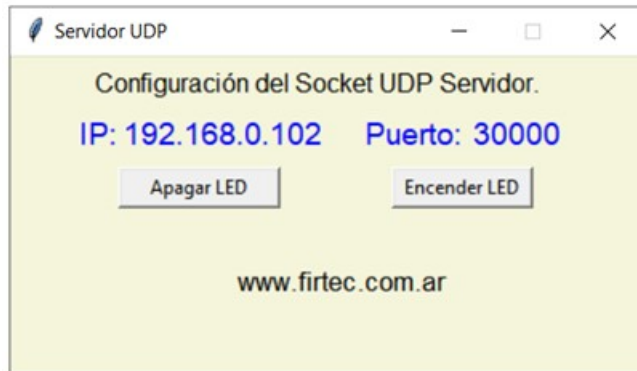 Servidor UDP
Configuración del Socket UDP Servidor.
IP: 192.168.0.102 Puerto: 30000
Apagar LED Encender LED
www.firtec.com.ar